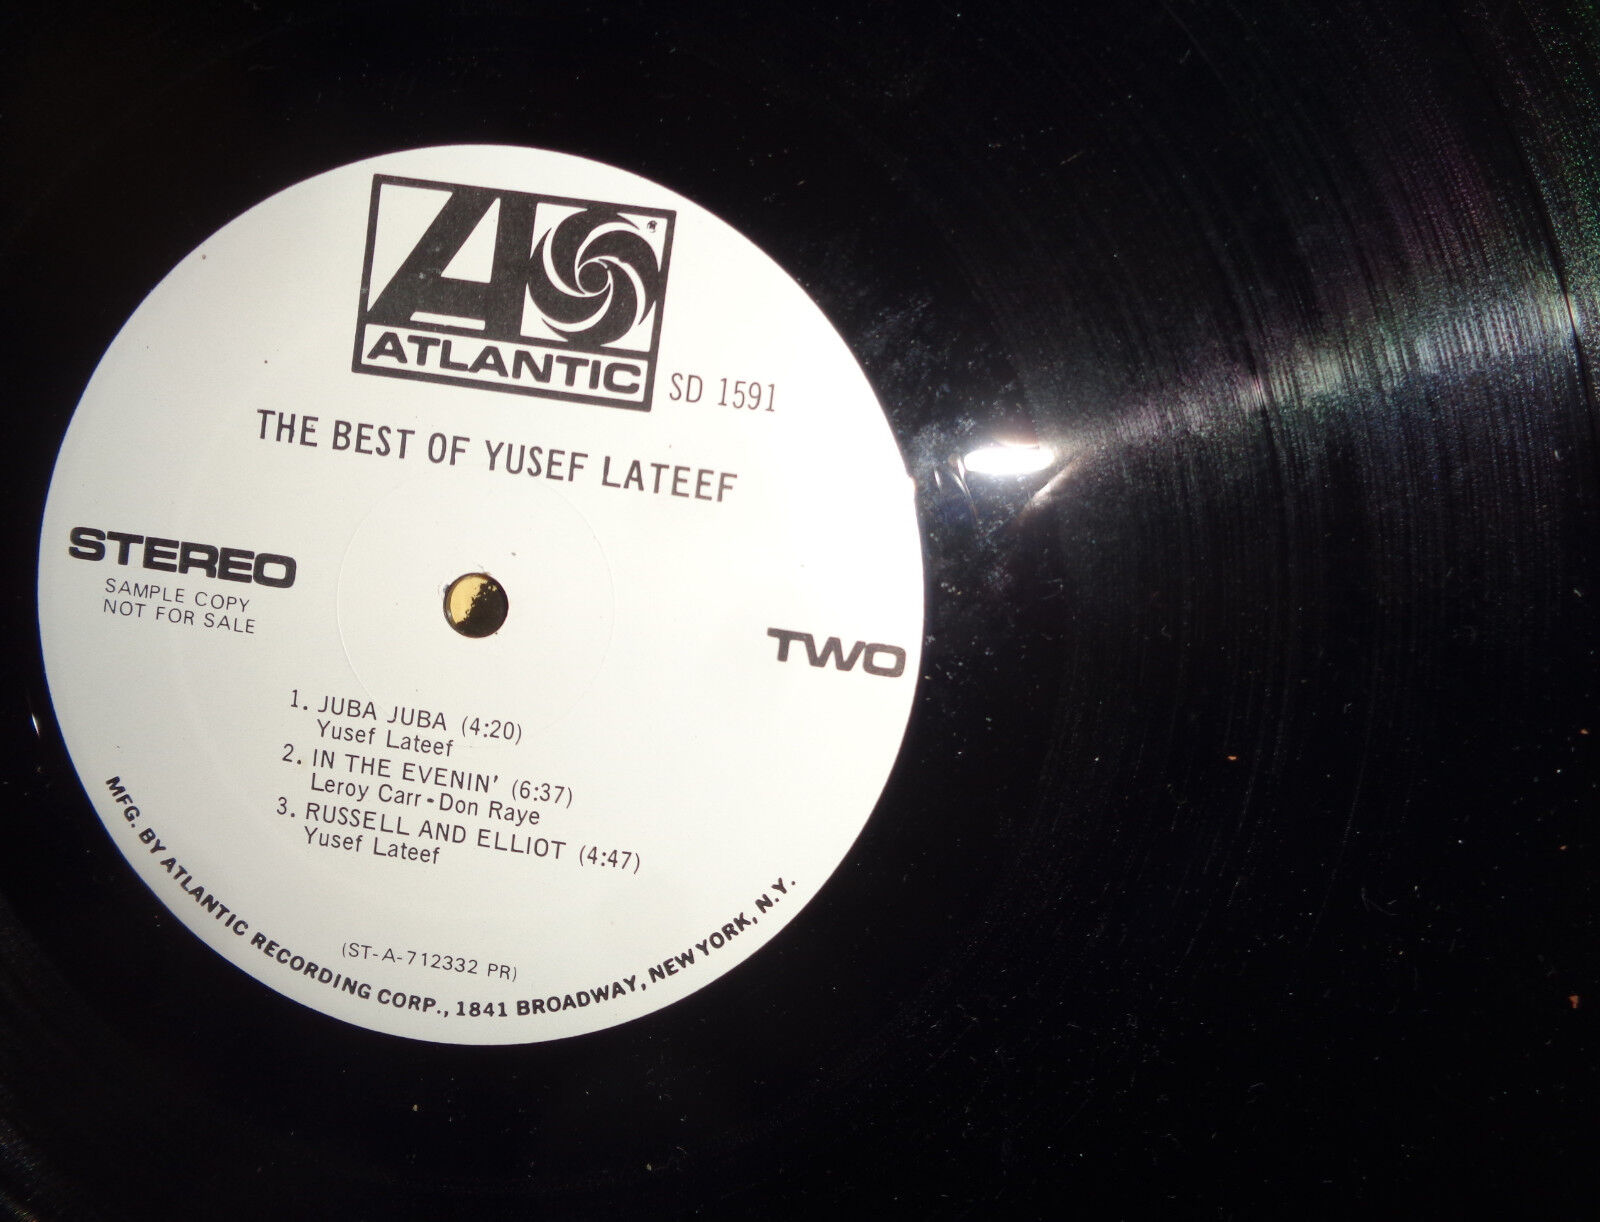 ATLANTIC
SD 1591
THE BEST OF YUSEF LATEEF
STEREO
SAMPLE COPY
NOT FOR SALE
TWO
1. JUBA JUBA (4:20)
Yusef Lateef
2. IN THE EVENIN' (6:37)
Leroy Carr-Don Raye
3. RUSSELL AND ELLIOT (4:47)
Yusef Lateef
(ST-A-712332 PR)
MFG. BY ATLANTIC RECORDING CORP., 1841 BROADWAY, NEW YORK, N.Y.